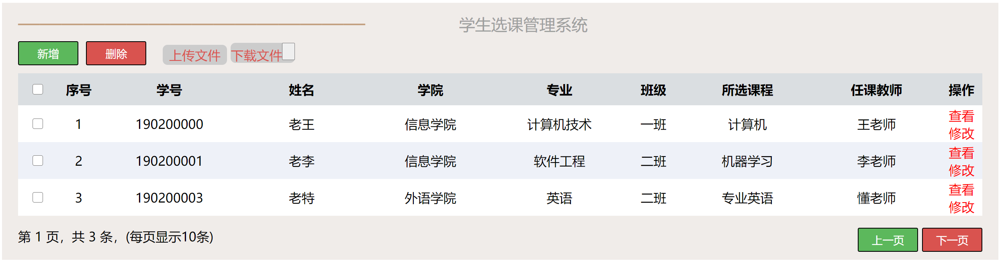 学生选课管理系统
新增 删除 上传文件 下载文件
序号 学号 姓名 学院 专业 班级 所选课程 任课教师 操作
1 190200000 老王 信息学院 计算机技术 一班 计算机 王老师 查看 修改
2 190200001 老李 信息学院 软件工程 二班 机器学习 李老师 查看 修改
3 190200003 老特 外语学院 英语 二班 专业英语 懂老师 查看 修改
第 1 页，共 3 条，(每页显示10条) 上一页 下一页